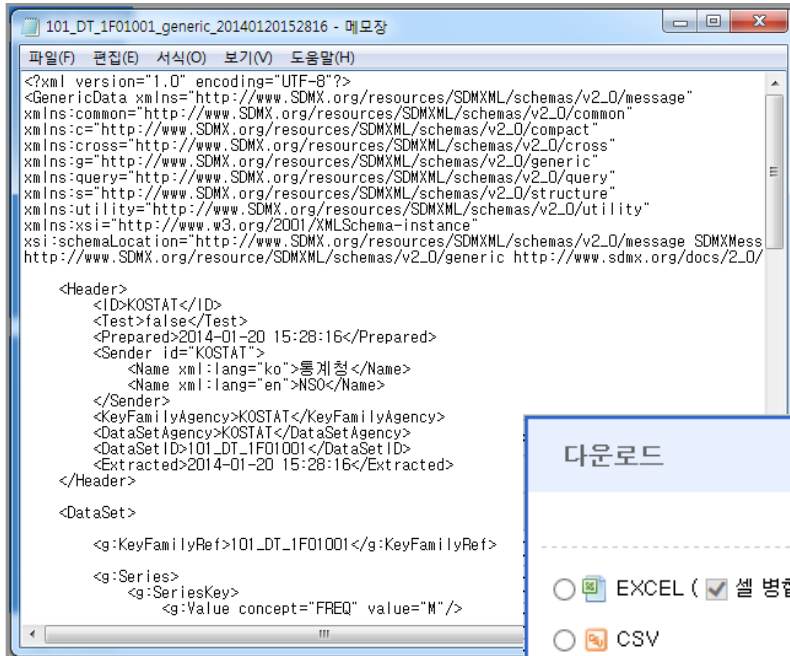 101_DT_1F01001_generic_20140120152816 - 메모장
파일(F) 편집(E) 서식(O) 보기(V) 도움말(H)
<?xml version="1.0" encoding="UTF-8"?>
<GenericData xmlns="http://www.SDMX.org/resources/SDMXML/schemas/v2_0/message"
xmlns:common="http://www.SDMX.org/resources/SDMXML/schemas/v2_0/common"
xmlns:c="http://www.SDMX.org/resources/SDMXML/schemas/v2_0/compact"
xmlns:cross="http://www.SDMX.org/resources/SDMXML/schemas/v2_0/cross"
xmlns:g="http://www.SDMX.org/resources/SDMXML/schemas/v2_0/generic"
xmlns:query="http://www.SDMX.org/resources/SDMXML/schemas/v2_0/query"
xmlns:s="http://www.SDMX.org/resources/SDMXML/schemas/v2_0/structure"
xmlns:utility="http://www.SDMX.org/resources/SDMXML/schemas/v2_0/utility"
xmlns:xsi="http://www.w3.org/2001/XMLSchema-instance"
xsi:schemaLocation="http://www.SDMX.org/resources/SDMXML/schemas/v2_0/message SDMXMess
http://www.SDMX.org/resource/SDMXML/schemas/v2_0/generic http://www.sdmx.org/docs/2_0/
<Header>
<ID>KOSTAT</ID>
<Test>false</Test>
<Prepared>2014-01-20 15:28:16</Prepared>
<Sender id="KOSTAT">
<Name xml:lang="ko">통계청</Name>
<Name xml:lang="en">NSO</Name>
</Sender>
<KeyFamilyAgency>KOSTAT</KeyFamilyAgency>
<DataSetAgency>KOSTAT</DataSetAgency>
<DataSetID>101_DT_1F01001</DataSetID>
<Extracted>2014-01-20 15:28:16</Extracted>
</Header>
<DataSet>
<g:KeyFamilyRef>101_DT_1F01001</g:KeyFamilyRef>
<g:Series>
<g:SeriesKey>
<g:Value concept="FREQ" value="M"/>
다운로드
EXCEL ( 셀 병합
CSV